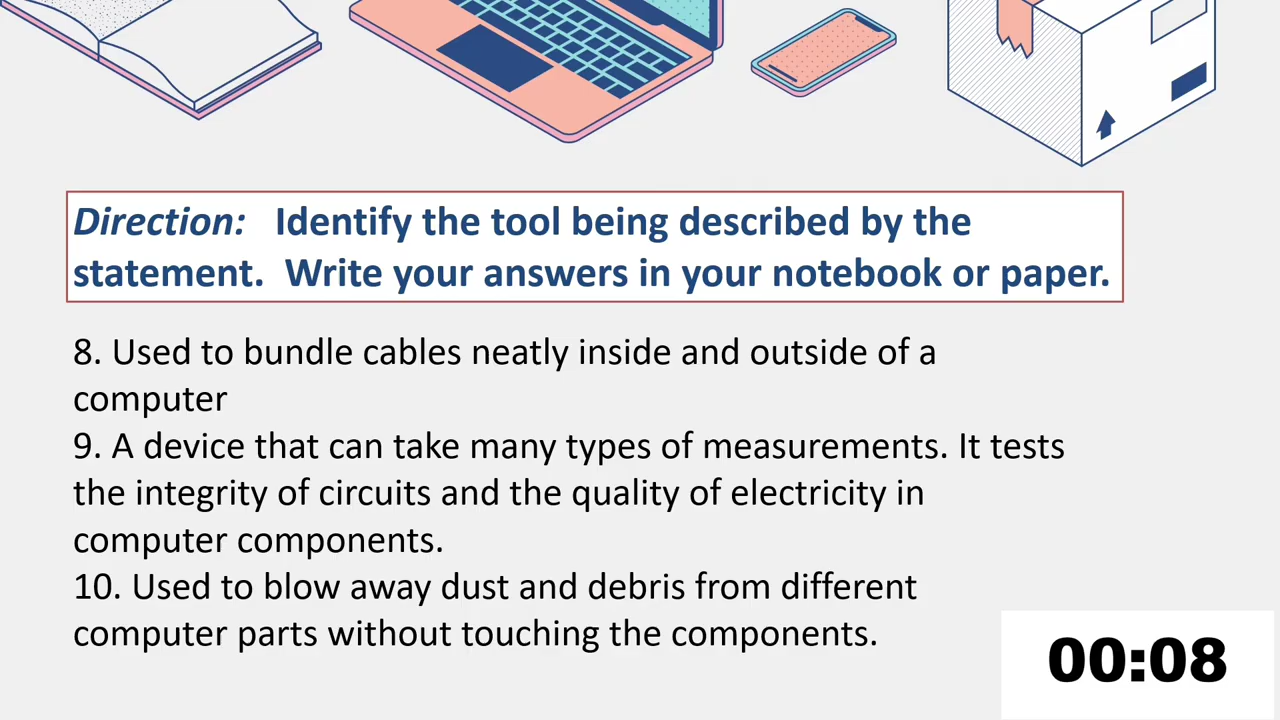 Direction: Identify the tool being described by the
statement. Write your answers in your notebook or paper.
8. Used to bundle cables neatly inside and outside of a
computer
9. A device that can take many types of measurements. It tests
the integrity of circuits and the quality of electricity in
computer components.
10. Used to blow away dust and debris from different
computer parts without touching the components.
00:08